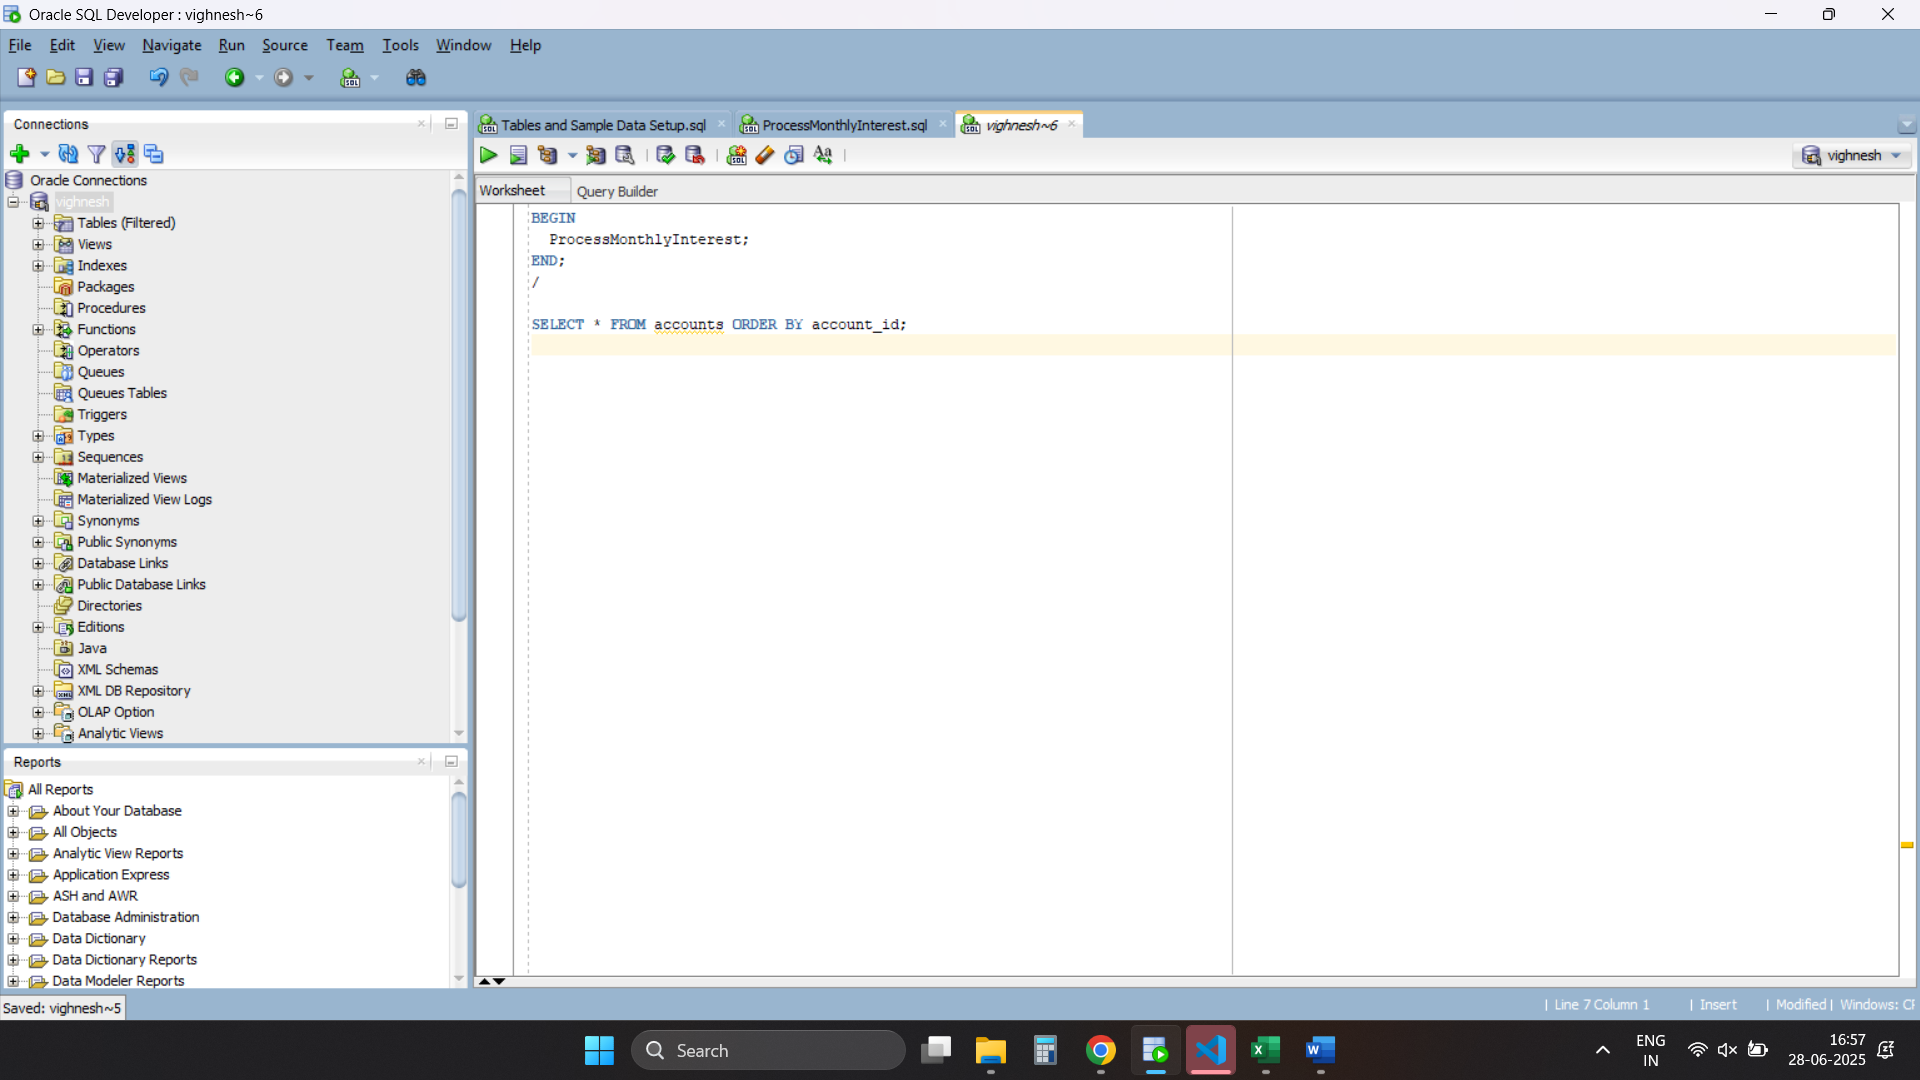 Oracle SQL Developer : vighnesh~6
File Edit View Navigate Run Source Team Tools Window Help
Connections
Oracle Connections
vighnesh
Tables (Filtered)
Views
Indexes
Packages
Procedures
Functions
Operators
Queues
Queues Tables
Triggers
Types
Sequences
Materialized Views
Materialized View Logs
Synonyms
Public Synonyms
Database Links
Public Database Links
Directories
Editions
Java
XML Schemas
XML DB Repository
OLAP Option
Analytic Views
Reports
All Reports
About Your Database
All Objects
Analytic View Reports
Application Express
ASH and AWR
Database Administration
Data Dictionary
Data Dictionary Reports
Data Modeler Reports
Tables and Sample Data Setup.sql ProcessMonthlyInterest.sql vighnesh~6
vighnesh
Worksheet Query Builder
BEGIN
ProcessMonthlyInterest;
END;
/
SELECT * FROM accounts ORDER BY account_id;
Saved: vighnesh~5
| Line 7 Column 1 | Insert | Modified | Windows: CF
Search
ENG
IN
16:57
28-06-2025